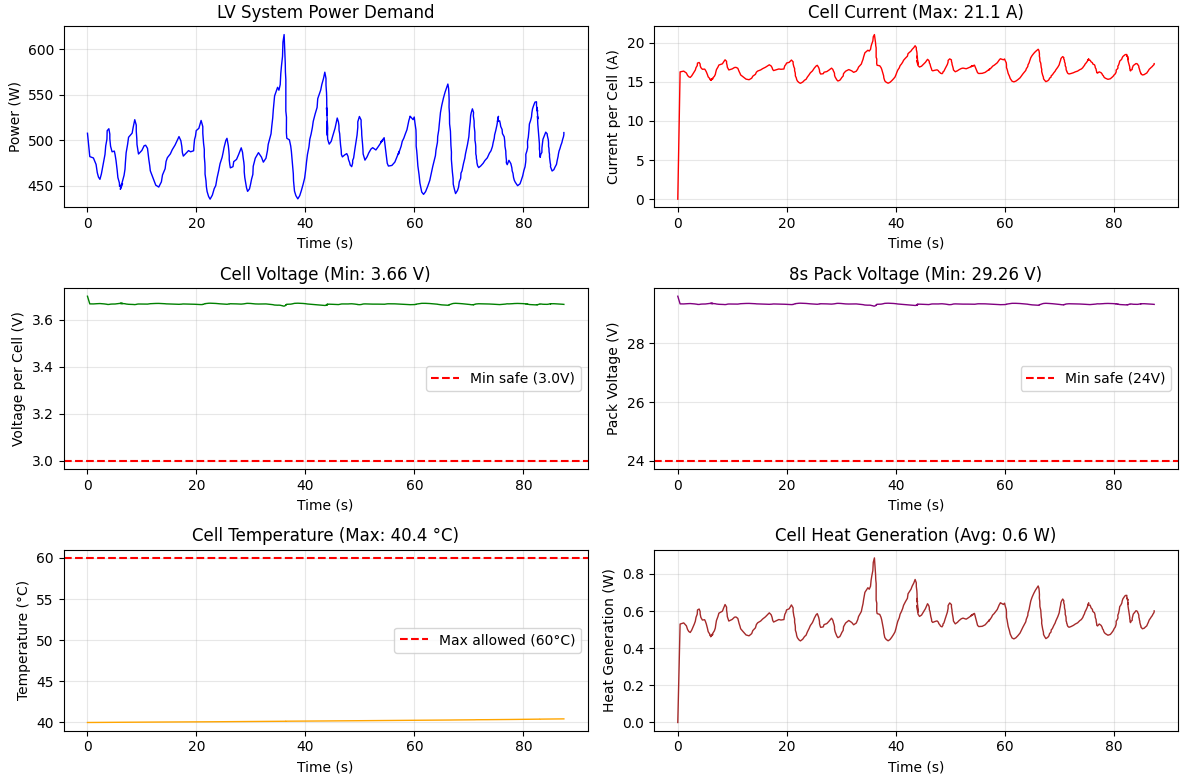 LV System Power Demand
Power (W)
600
550
500
450
0 20 40 60 80
Time (s)
Cell Current (Max: 21.1 A)
Current per Cell (A)
20
15
10
5
0
0 20 40 60 80
Time (s)
Cell Voltage (Min: 3.66 V)
Voltage per Cell (V)
3.6
3.4
3.2
3.0
Min safe (3.0V)
0 20 40 60 80
Time (s)
8s Pack Voltage (Min: 29.26 V)
Pack Voltage (V)
28
26
24
Min safe (24V)
0 20 40 60 80
Time (s)
Cell Temperature (Max: 40.4 °C)
Temperature (°C)
60
55
50
45
40
Max allowed (60°C)
0 20 40 60 80
Time (s)
Cell Heat Generation (Avg: 0.6 W)
Heat Generation (W)
0.8
0.6
0.4
0.2
0.0
0 20 40 60 80
Time (s)